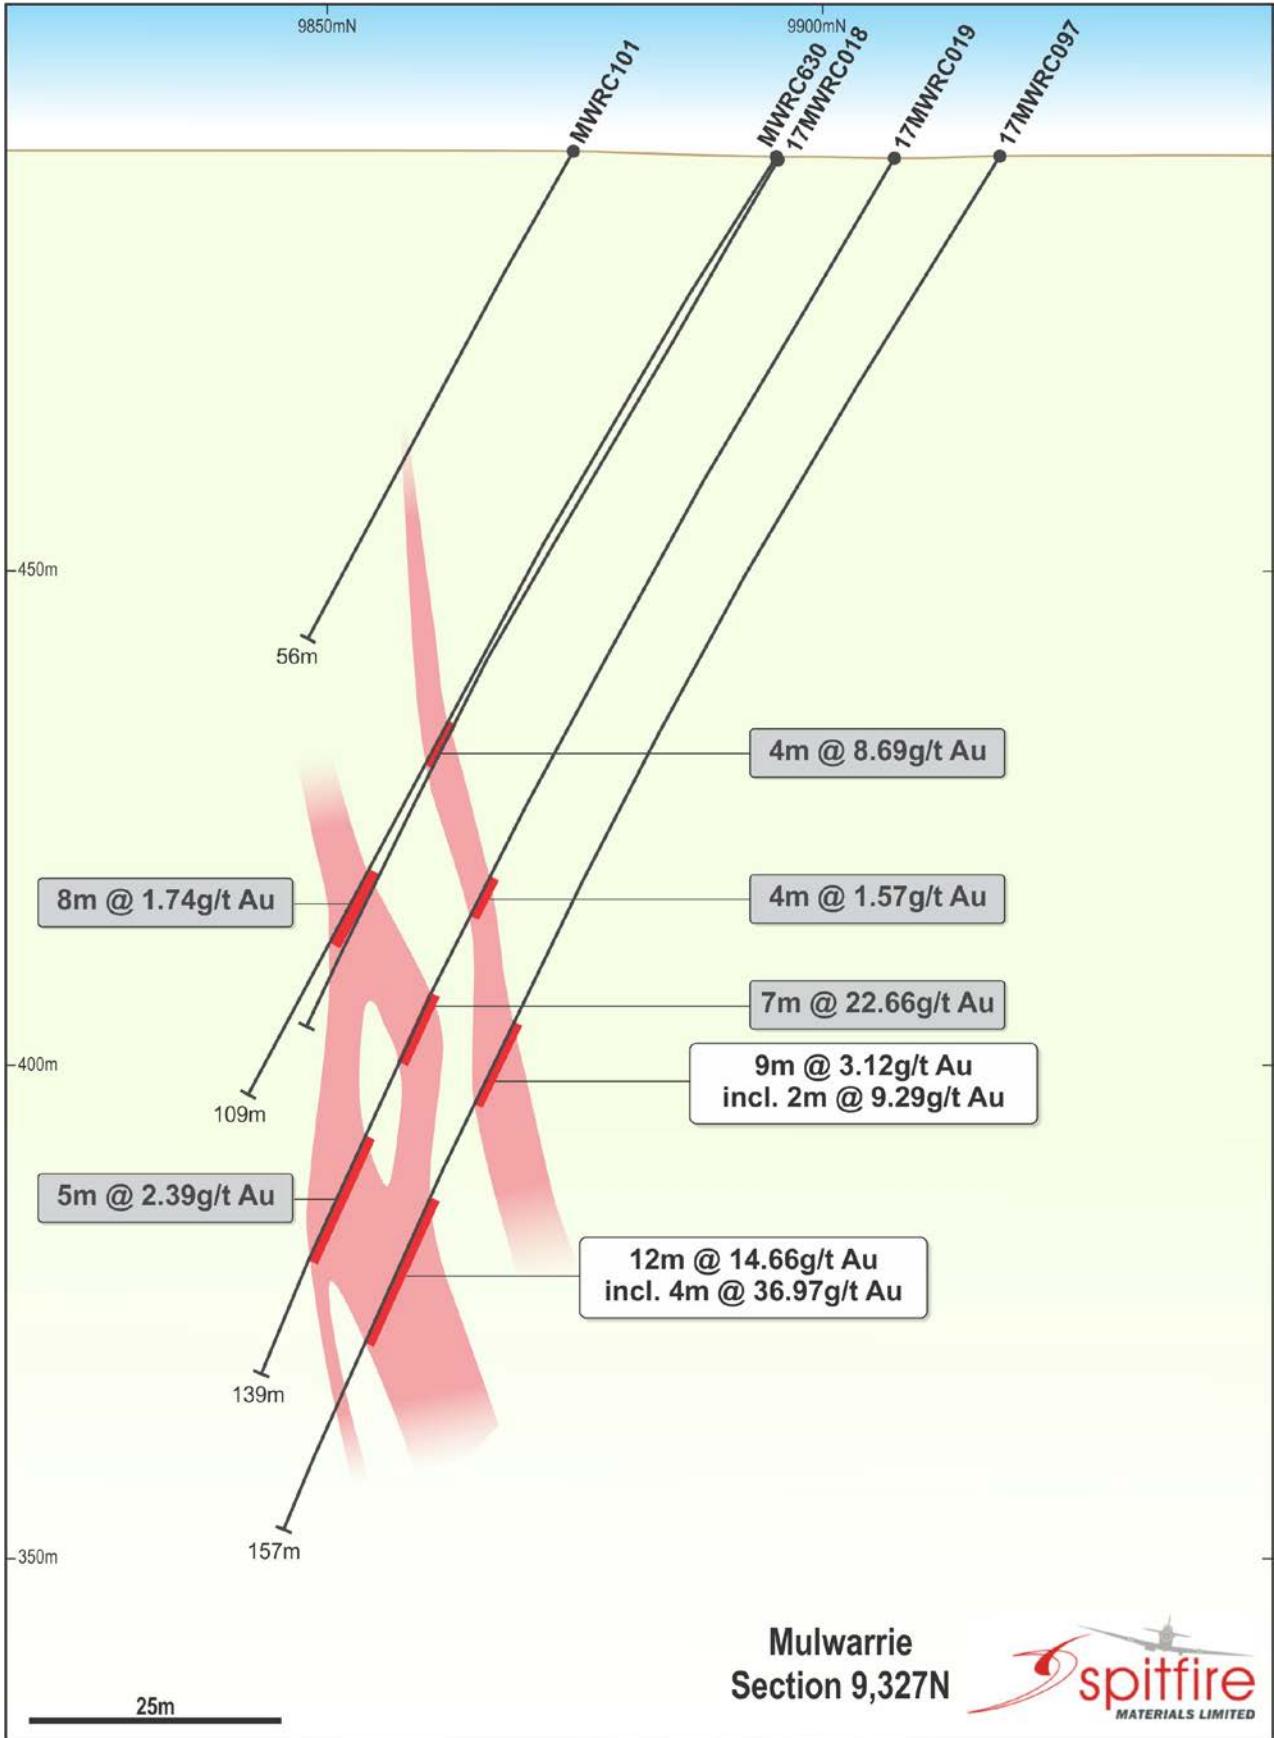 9850mN
9900mN
MWRC101
MWRC630
17MWRC018
17MWRC019
17MWRC097
450m
56m
4m @ 8.69g/t Au
8m @ 1.74g/t Au
4m @ 1.57g/t Au
7m @ 22.66g/t Au
400m
9m @ 3.12g/t Au
incl. 2m @ 9.29g/t Au
109m
5m @ 2.39g/t Au
12m @ 14.66g/t Au
incl. 4m @ 36.97g/t Au
139m
157m
350m
Mulwarrie
Section 9,327N
spitfire
MATERIALS LIMITED
25m